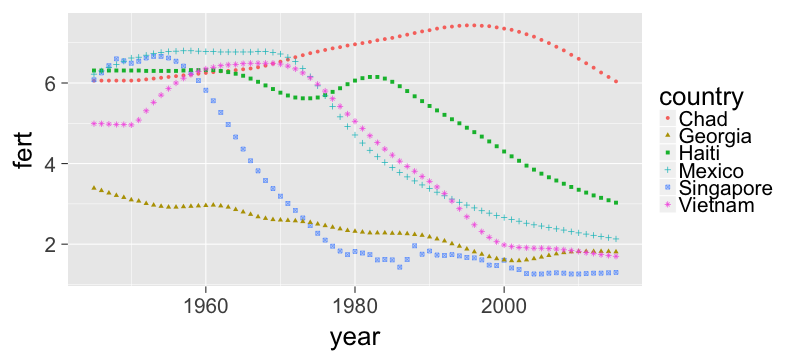 fert
6
4
2
1960
1980
2000
year
country
Chad
Georgia
Haiti
Mexico
Singapore
Vietnam